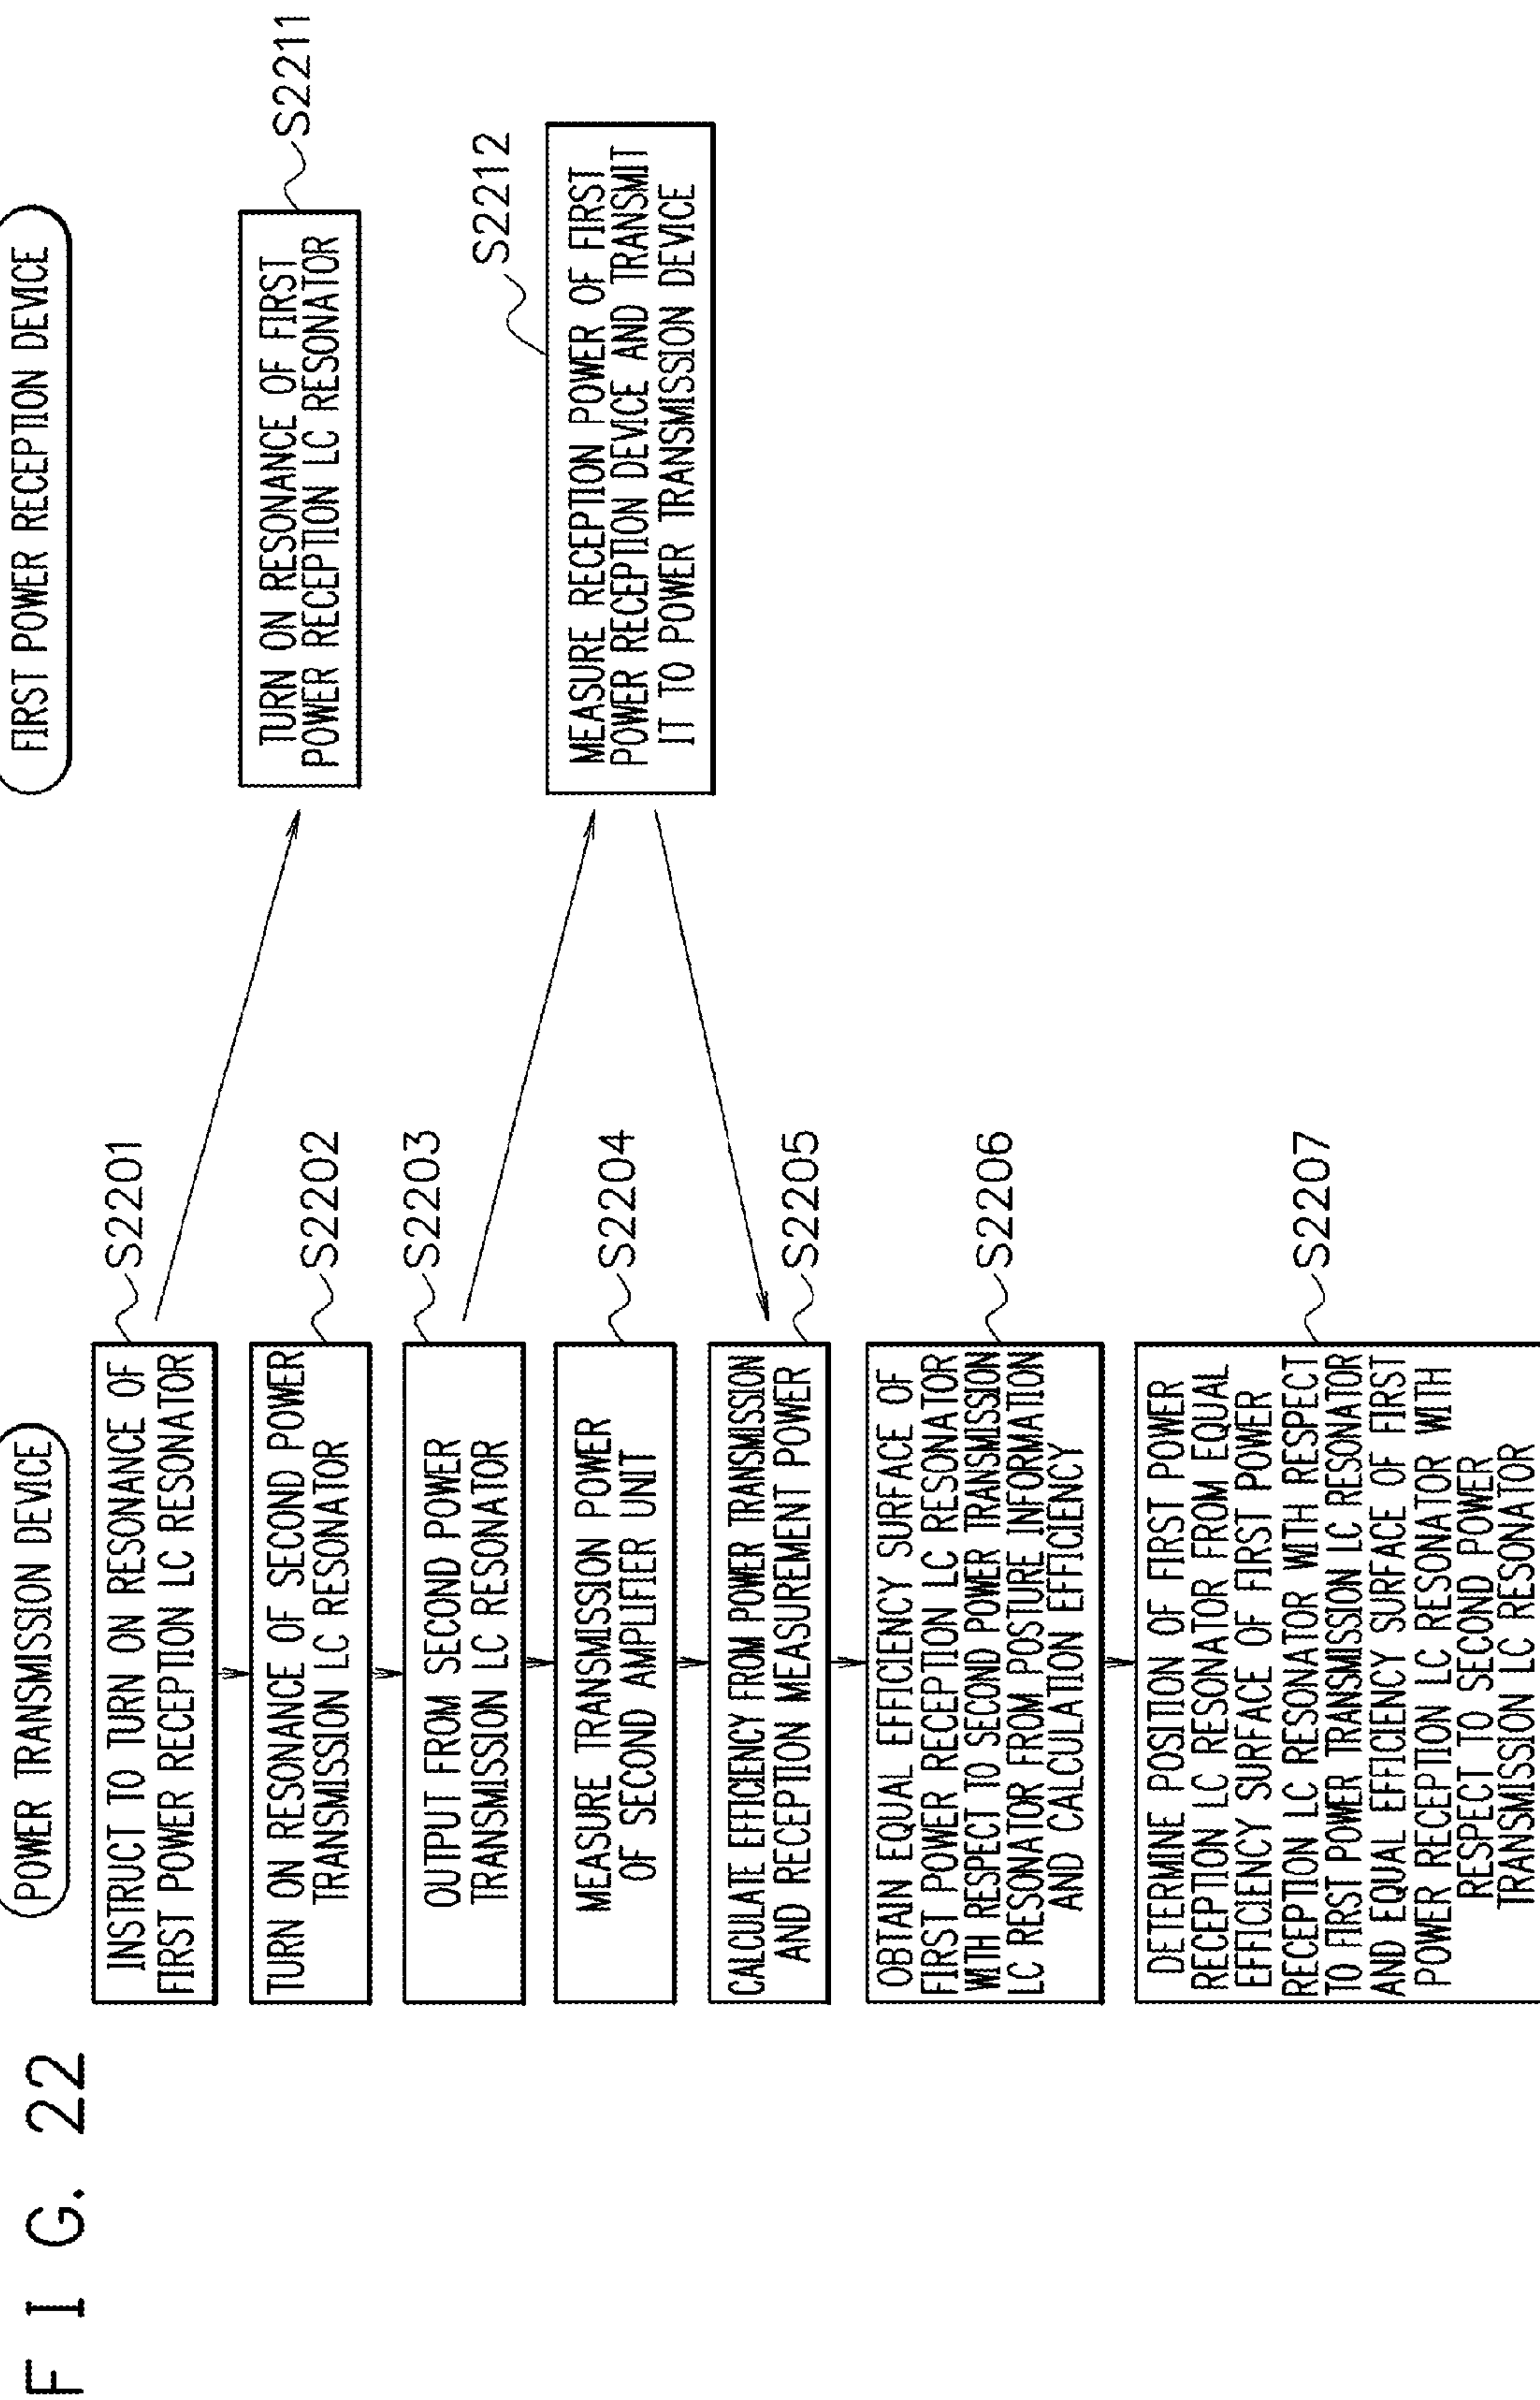 F I G. 22
POWER TRANSMISSION DEVICE
INSTRUCT TO TURN ON RESONANCE OF
FIRST POWER RECEPTION LC RESONATOR
S2201
TURN ON RESONANCE OF SECOND POWER
TRANSMISSION LC RESONATOR
S2202
OUTPUT FROM SECOND POWER
TRANSMISSION LC RESONATOR
S2203
MEASURE TRANSMISSION POWER
OF SECOND AMPLIFIER UNIT
S2204
CALCULATE EFFICIENCY FROM POWER TRANSMISSION
AND RECEPTION MEASUREMENT POWER
S2205
OBTAIN EQUAL EFFICIENCY SURFACE OF
FIRST POWER RECEPTION LC RESONATOR
WITH RESPECT TO SECOND POWER TRANSMISSION
LC RESONATOR FROM POSTURE INFORMATION
AND CALCULATION EFFICIENCY
S2206
DETERMINE POSITION OF FIRST POWER
RECEPTION LC RESONATOR FROM EQUAL
EFFICIENCY SURFACE OF FIRST POWER
RECEPTION LC RESONATOR WITH RESPECT
TO FIRST POWER TRANSMISSION LC RESONATOR
AND EQUAL EFFICIENCY SURFACE OF FIRST
POWER RECEPTION LC RESONATOR WITH
RESPECT TO SECOND POWER
TRANSMISSION LC RESONATOR
S2207
FIRST POWER RECEPTION DEVICE
TURN ON RESONANCE OF FIRST
POWER RECEPTION LC RESONATOR
S2211
MEASURE RECEPTION POWER OF FIRST
POWER RECEPTION DEVICE AND TRANSMIT
IT TO POWER TRANSMISSION DEVICE
S2212